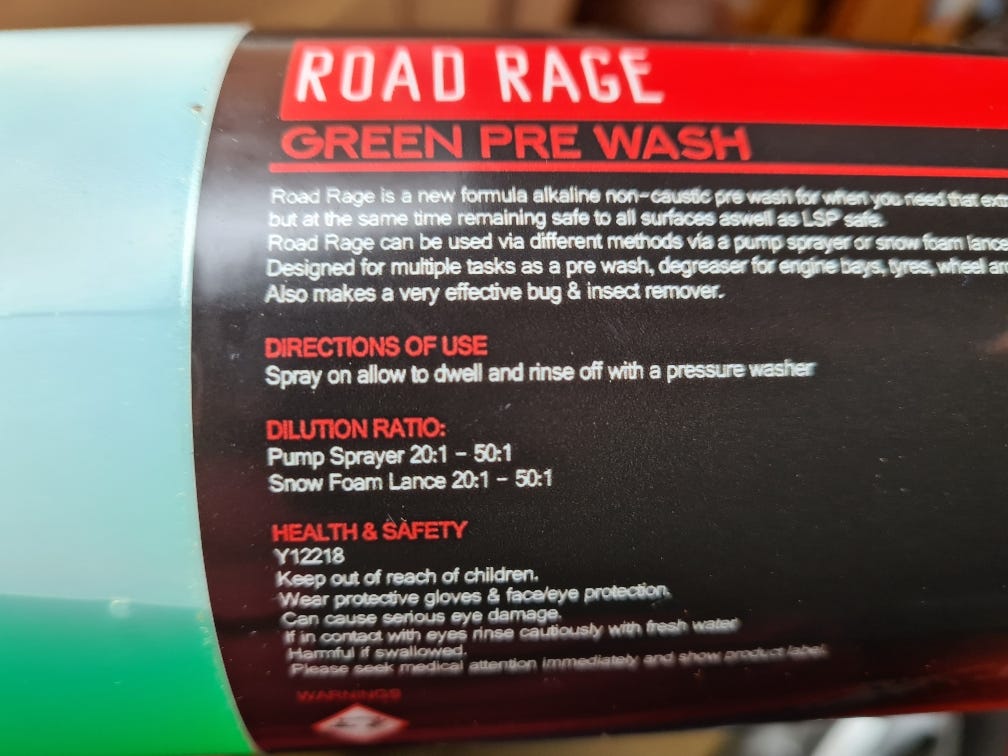 ROAD RAGE
GREEN PRE WASH
Road Rage is a new formula alkaline non-caustic pre wash for when you need that
but at the same time remaining safe to all surfaces aswell as LSP safe.
Road Rage can be used via different methods via a pump sprayer or snow foam lance
Designed for multiple tasks as a pre wash, degreaser for engine bays, tyres, wheel
Also makes a very effective bug & insect remover.
DIRECTIONS OF USE
Spray on allow to dwell and rinse off with a pressure washer
DILUTION RATIO:
Pump Sprayer 20:1 - 50:1
Snow Foam Lance 20:1 - 50:1
HEALTH & SAFETY
Y12218
Keep out of reach of children.
Wear protective gloves & face/eye protection.
Can cause serious eye damage.
If in contact with eyes rinse cautiously with fresh water
Harmful if swallowed.
Please seek medical attention immediately and show product label.
WARNINGS